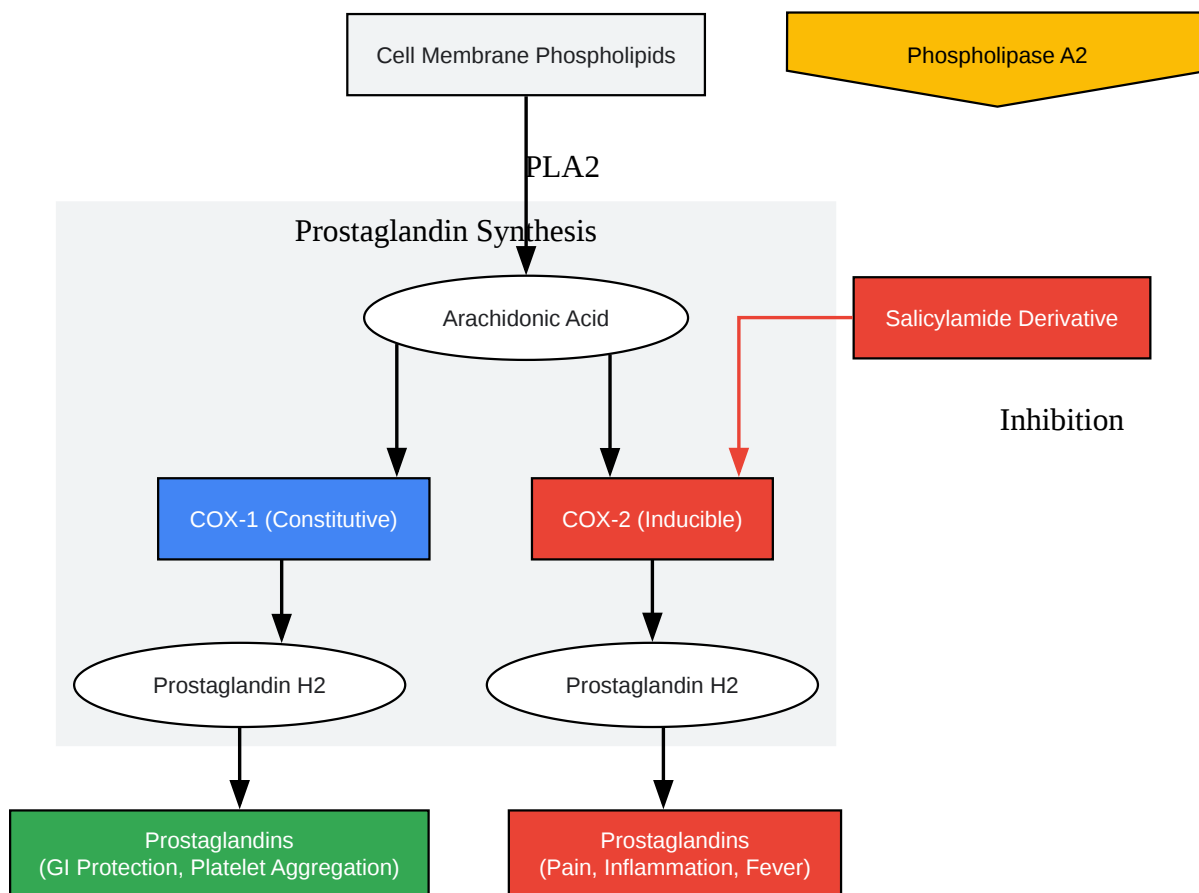 Cell Membrane Phospholipids
Phospholipase A2
PLA2
Prostaglandin Synthesis
Arachidonic Acid
Salicylamide Derivative
Inhibition
COX-1 (Constitutive)
COX-2 (Inducible)
Prostaglandin H2
Prostaglandin H2
Prostaglandins
(GI Protection, Platelet Aggregation)
Prostaglandins
(Pain, Inflammation, Fever)